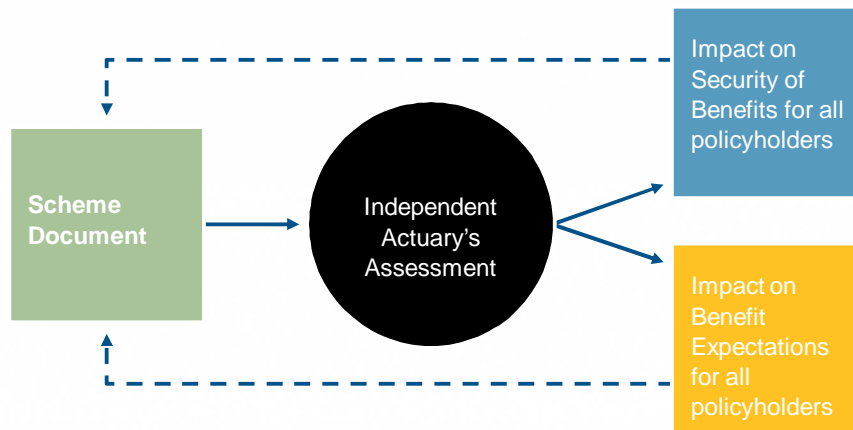 Scheme
Document
Independent
Actuary's
Assessment
Impact on
Security of
Benefits for all
policyholders
Impact on
Benefit
Expectations
for all
policyholders